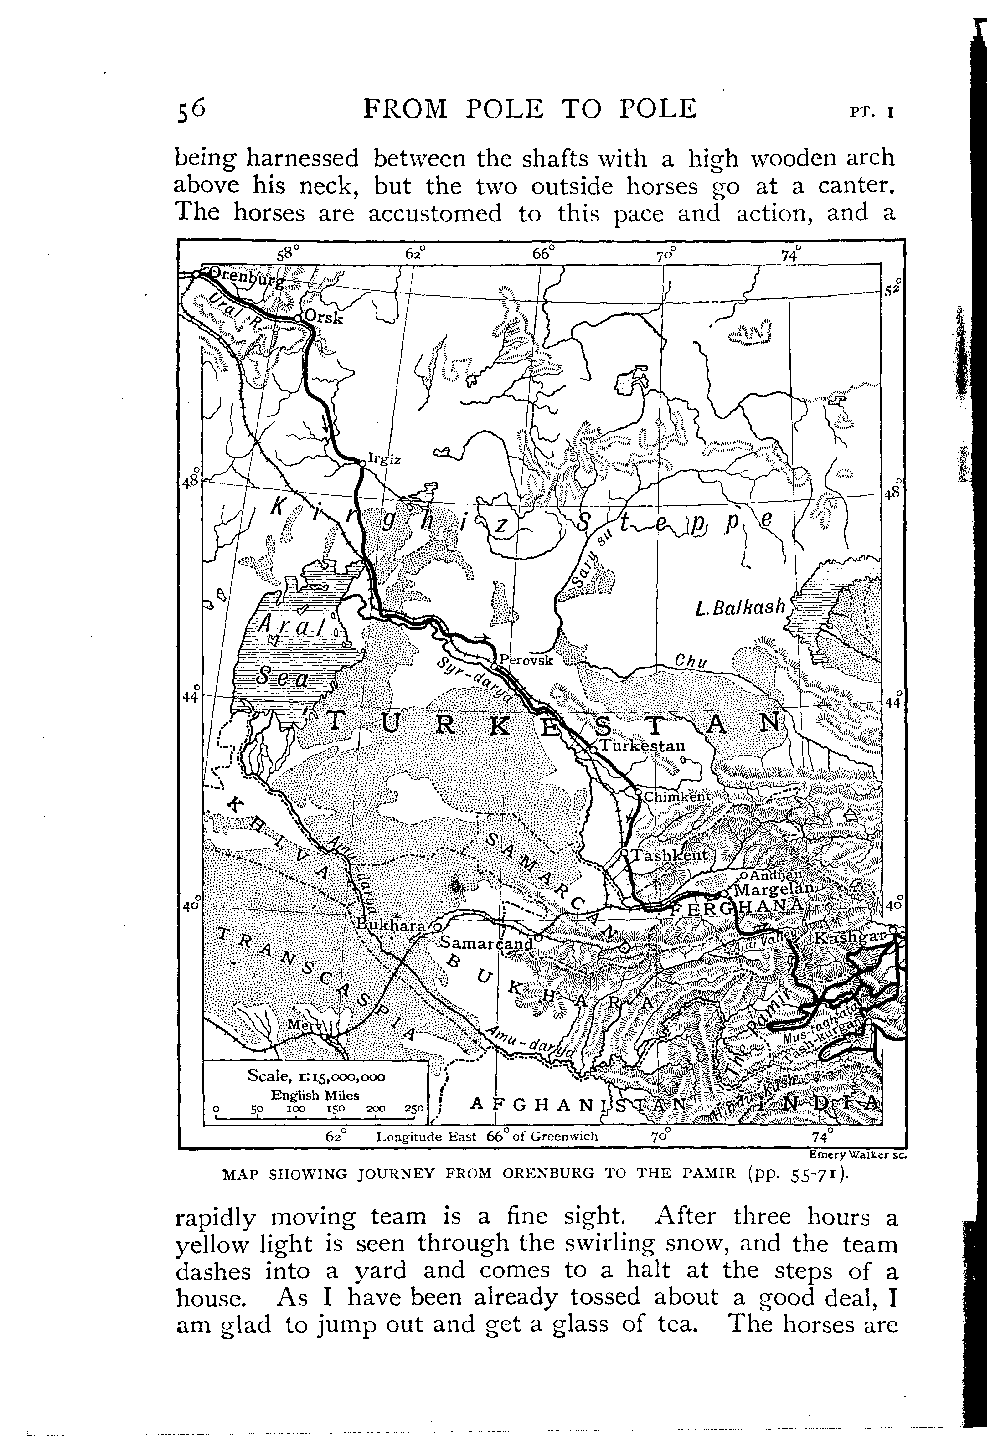 56 FROM POLE TO POLE PT. I
being harnessed between the shafts with a high wooden arch
above his neck, but the two outside horses go at a canter.
The horses are accustomed to this pace and action, and a
58° 62° 66° 70° 74°
Orenburg
52°
Ural R.
Orsk
Irgiz
48° 48°
Kirghiz Steppe
Sary su
L. Balkash
Aral Sea
Perovsk
Chu
Syr-darya
44° 44°
TURKESTAN
Turkestan
Chimkent
KHIVA
Amu-darya
SAMARCAND
Tashkent
Andijan
Margelan
40° 40°
FERGHANA
Bukhara
Samarcand
Kashgar
TRANSCASPIA
BUKHARA
Pamir
Merv
Amu-darya
Mus-tagh-ata
Tash-kurgan
Hindu-Kush
Scale, 1:15,000,000
English Miles
0 50 100 150 200 250
AFGHANISTAN
INDIA
62° Longitude East 66° of Greenwich 70° 74°
Emery Walker sc.
MAP SHOWING JOURNEY FROM ORENBURG TO THE PAMIR (pp. 55-71).
rapidly moving team is a fine sight. After three hours a
yellow light is seen through the swirling snow, and the team
dashes into a yard and comes to a halt at the steps of a
house. As I have been already tossed about a good deal, I
am glad to jump out and get a glass of tea. The horses are